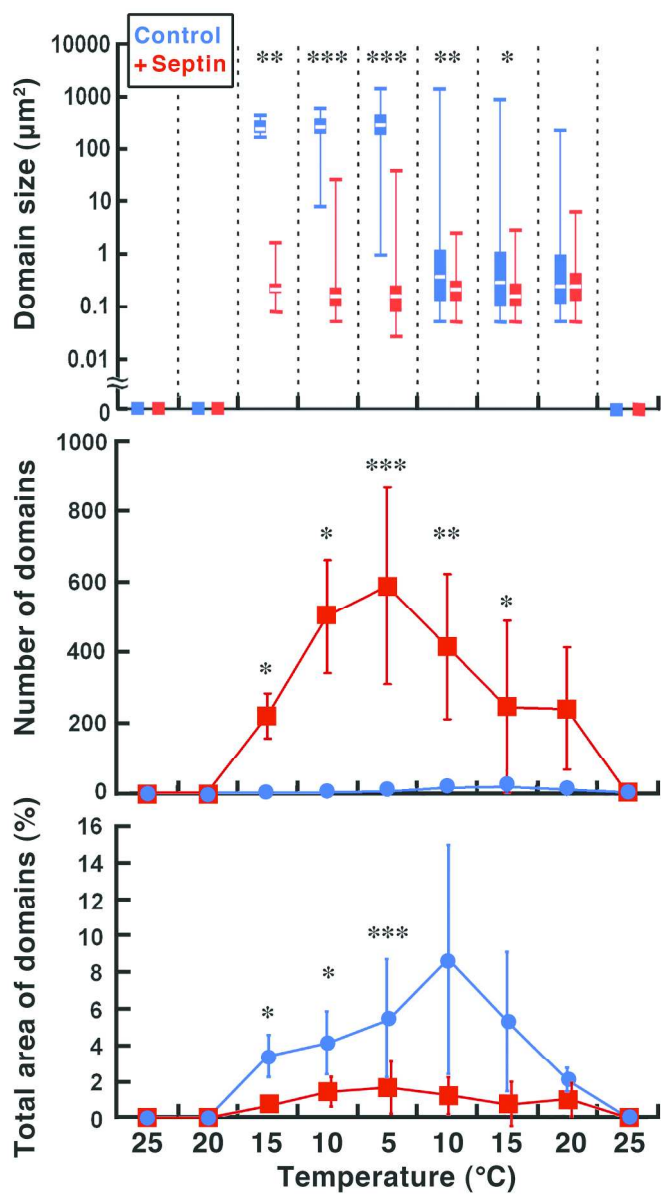 Control
+ Septin
Domain size (µm²)
10000
1000
100
10
1
0.1
0.01
0
** *** *** ** *
Number of domains
1000
800
600
400
200
0
* * *** ** *
Total area of domains (%)
16
14
12
10
8
6
4
2
0
* * ***
25 20 15 10 5 10 15 20 25
Temperature (°C)